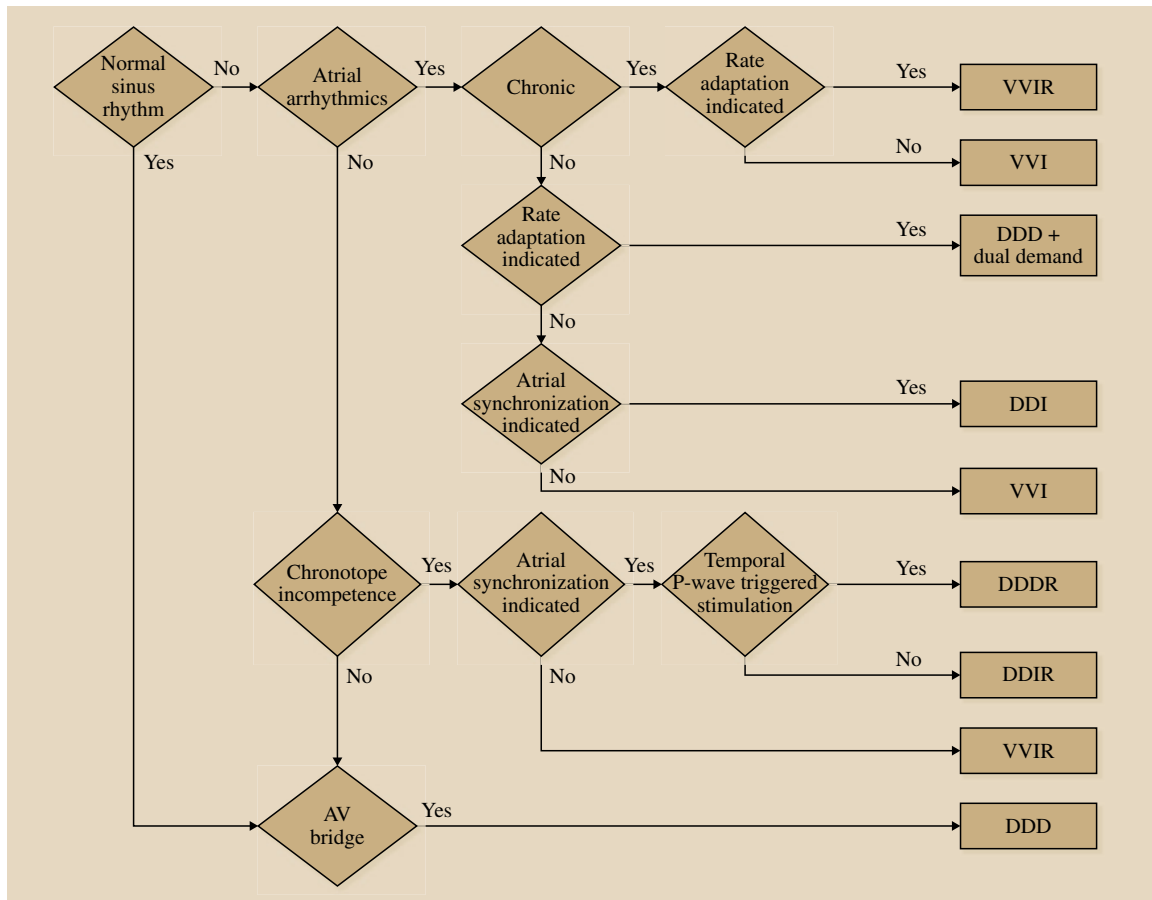 Normal
sinus
rhythm
No
Atrial
arrhythmics
Yes
Chronic
Yes
Rate
adaptation
indicated
Yes
VVIR
No
VVI
Yes
No
No
Rate
adaptation
indicated
Yes
DDD +
dual demand
No
Atrial
synchronization
indicated
Yes
DDI
No
VVI
Chronotope
incompetence
Yes
Atrial
synchronization
indicated
Yes
Temporal
P-wave triggered
stimulation
Yes
DDDR
No
DDIR
No
No
VVIR
AV
bridge
Yes
DDD